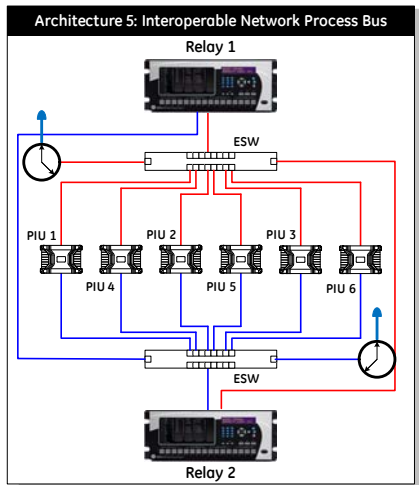 Architecture 5: Interoperable Network Process Bus
Relay 1
ESW
PIU 1
PIU 2
PIU 3
PIU 4
PIU 5
PIU 6
ESW
Relay 2